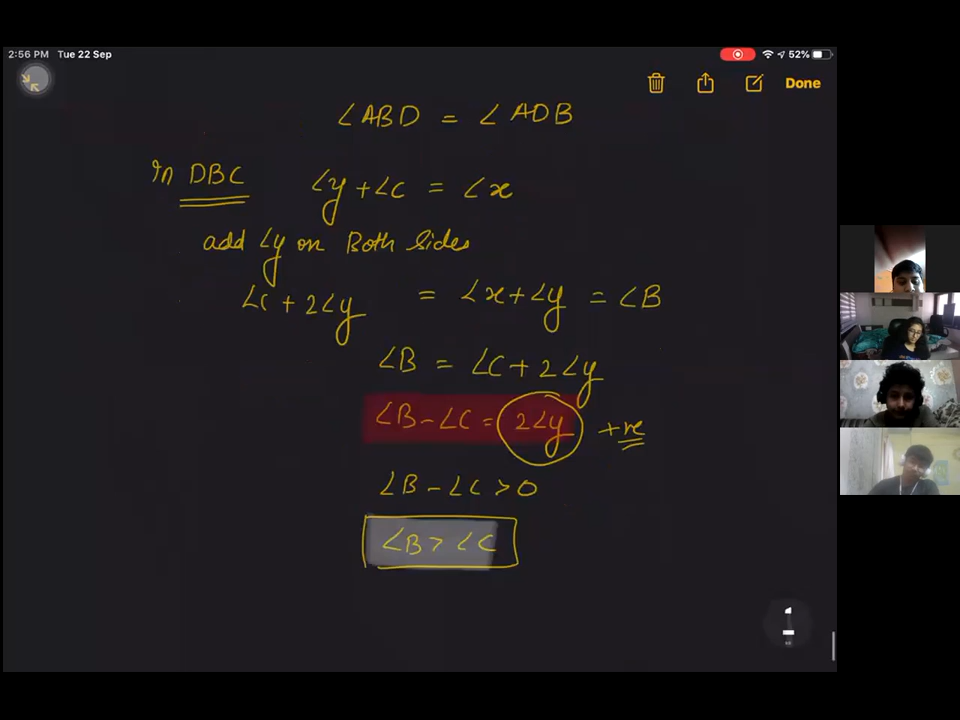 2:56 PM Tue 22 Sep 52%
Done
∠ABD = ∠ADB
In DBC ∠y + ∠C = ∠x
add ∠y on Both sides
∠C + 2∠y = ∠x + ∠y = ∠B
∠B = ∠C + 2∠y
∠B - ∠C = 2∠y +ve
∠B - ∠C > 0
∠B > ∠C